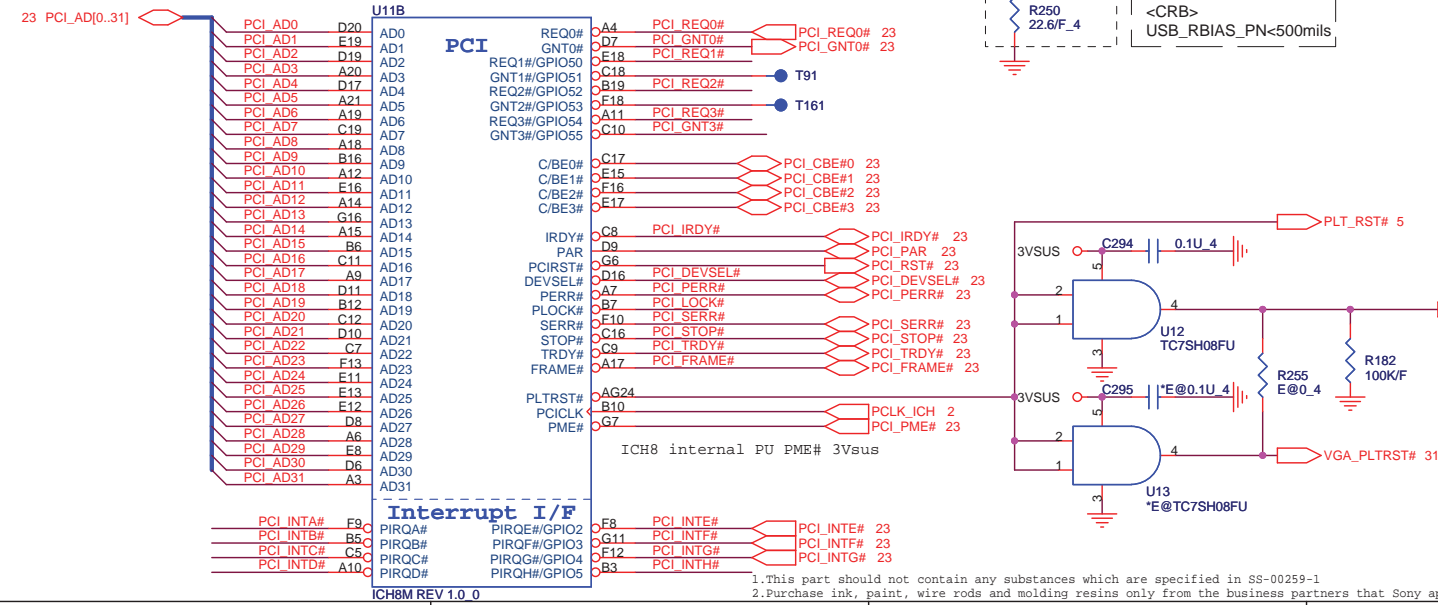 23 PCI_AD[0..31]
U11B
R250
22.6/F_4
<CRB>
USB_RBIAS_PN<500mils
PCI
PCI_AD0 D20 AD0
PCI_AD1 E19 AD1
PCI_AD2 D19 AD2
PCI_AD3 A20 AD3
PCI_AD4 D17 AD4
PCI_AD5 A21 AD5
PCI_AD6 A19 AD6
PCI_AD7 C19 AD7
PCI_AD8 A18 AD8
PCI_AD9 B16 AD9
PCI_AD10 A12 AD10
PCI_AD11 E16 AD11
PCI_AD12 A14 AD12
PCI_AD13 G16 AD13
PCI_AD14 A15 AD14
PCI_AD15 B6 AD15
PCI_AD16 C11 AD16
PCI_AD17 A9 AD17
PCI_AD18 D11 AD18
PCI_AD19 B12 AD19
PCI_AD20 C12 AD20
PCI_AD21 D10 AD21
PCI_AD22 C7 AD22
PCI_AD23 F13 AD23
PCI_AD24 E11 AD24
PCI_AD25 E13 AD25
PCI_AD26 E12 AD26
PCI_AD27 D8 AD27
PCI_AD28 A6 AD28
PCI_AD29 E8 AD29
PCI_AD30 D6 AD30
PCI_AD31 A3 AD31
REQ0# A4 PCI_REQ0# PCI_REQ0# 23
GNT0# D7 PCI_GNT0# PCI_GNT0# 23
REQ1#/GPIO50 E18 PCI_REQ1#
GNT1#/GPIO51 C18 T91
REQ2#/GPIO52 B19 PCI_REQ2#
GNT2#/GPIO53 F18 T161
REQ3#/GPIO54 A11 PCI_REQ3#
GNT3#/GPIO55 C10 PCI_GNT3#
C/BE0# C17 PCI_CBE#0 23
C/BE1# E15 PCI_CBE#1 23
C/BE2# F16 PCI_CBE#2 23
C/BE3# E17 PCI_CBE#3 23
IRDY# C8 PCI_IRDY# PCI_IRDY# 23
PAR D9 PCI_PAR 23
PCIRST# G6 PCI_RST# 23
DEVSEL# D16 PCI_DEVSEL# PCI_DEVSEL# 23
PERR# A7 PCI_PERR# PCI_PERR# 23
PLOCK# B7 PCI_LOCK#
SERR# F10 PCI_SERR# PCI_SERR# 23
STOP# C16 PCI_STOP# PCI_STOP# 23
TRDY# C9 PCI_TRDY# PCI_TRDY# 23
FRAME# A17 PCI_FRAME# PCI_FRAME# 23
PLTRST# AG24
PCICLK B10 PCLK_ICH 2
PME# G7 PCI_PME# 23
ICH8 internal PU PME# 3Vsus
PLT_RST# 5
3VSUS C294 0.1U_4
5
2
1
4
3
U12
TC7SH08FU
R255
E@0_4
R182
100K/F
3VSUS C295 *E@0.1U_4
5
2
1
4
3
VGA_PLTRST# 31
U13
*E@TC7SH08FU
Interrupt I/F
PCI_INTA# F9 PIRQA#
PCI_INTB# B5 PIRQB#
PCI_INTC# C5 PIRQC#
PCI_INTD# A10 PIRQD#
PIRQE#/GPIO2 F8 PCI_INTE# PCI_INTE# 23
PIRQF#/GPIO3 G11 PCI_INTF# PCI_INTF# 23
PIRQG#/GPIO4 F12 PCI_INTG# PCI_INTG# 23
PIRQH#/GPIO5 B3 PCI_INTH#
ICH8M REV 1.0_0
1.This part should not contain any substances which are specified in SS-00259-1
2.Purchase ink, paint, wire rods and molding resins only from the business partners that Sony